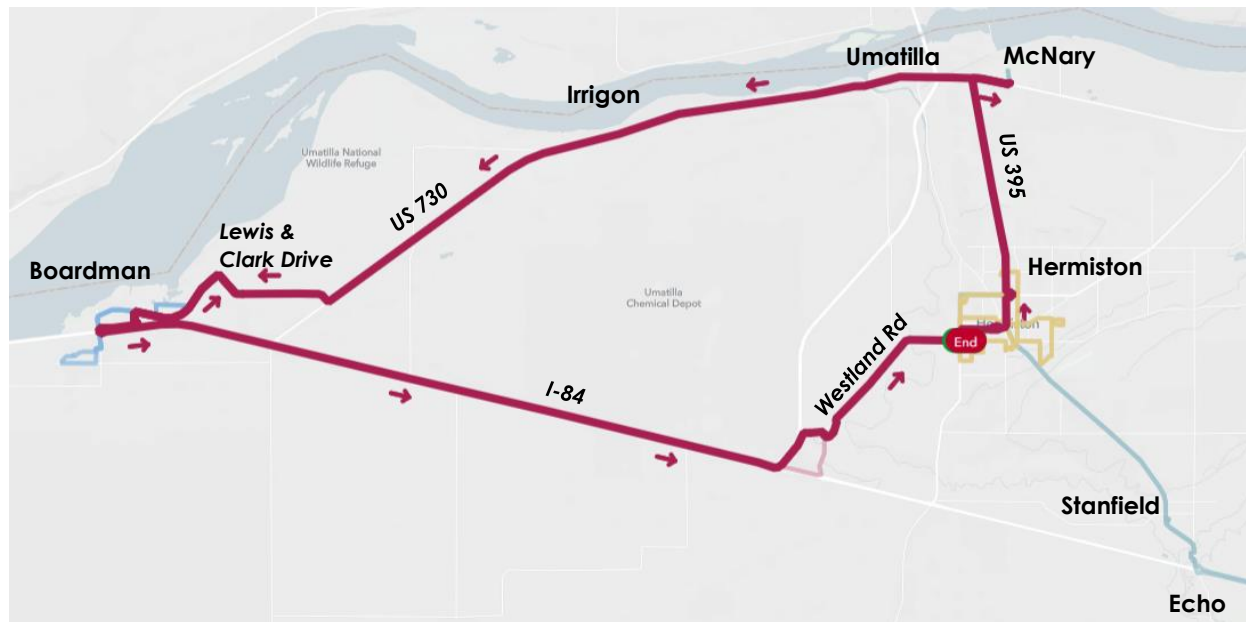 Umatilla
McNary
Irrigon
Umatilla National
Wildlife Refuge
US 395
US 730
Lewis &
Clark Drive
Boardman
Hermiston
Umatilla
Chemical Depot
Westland Rd
End
I-84
Stanfield
Echo